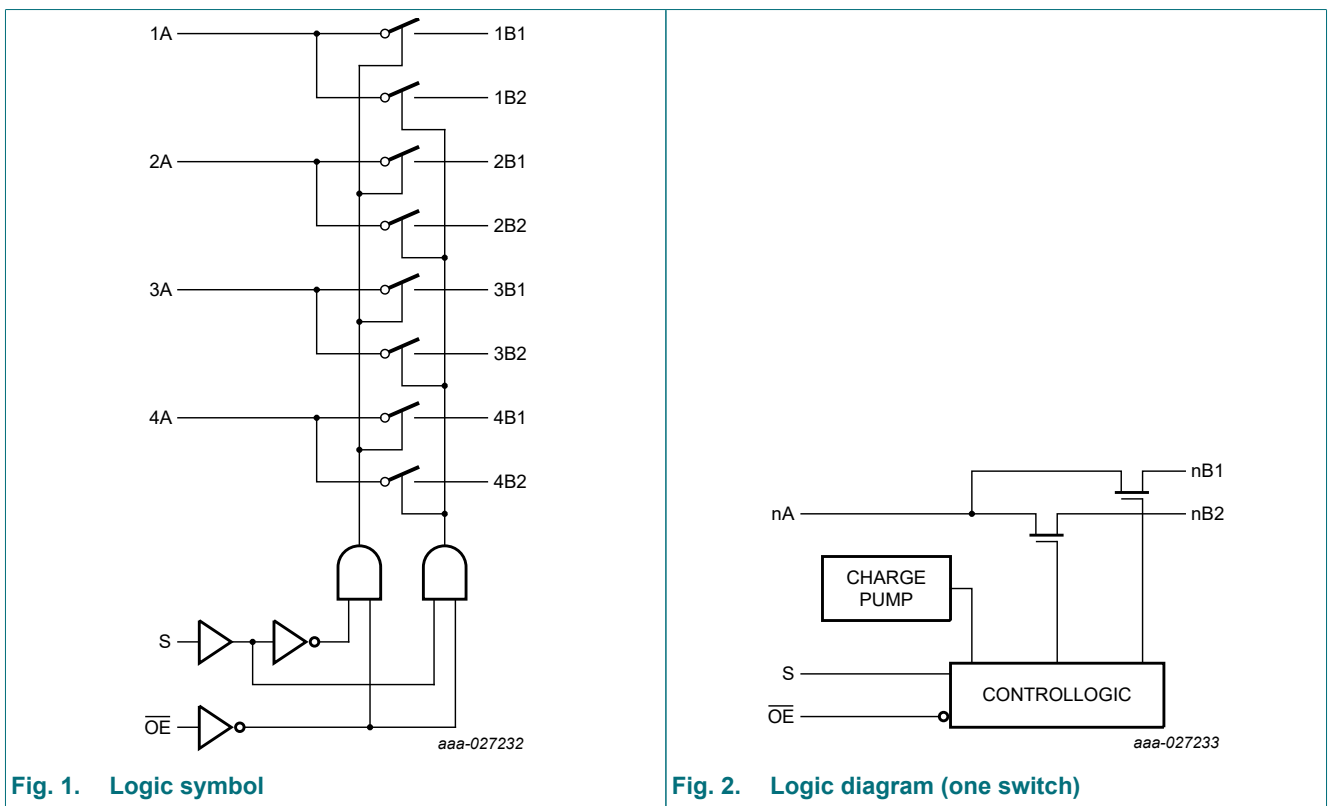 1A
1B1
1B2
2A
2B1
2B2
3A
3B1
3B2
4A
4B1
4B2
S
OE
aaa-027232
Fig. 1. Logic symbol
nB1
nA
nB2
CHARGE
PUMP
S
CONTROLLOGIC
OE
aaa-027233
Fig. 2. Logic diagram (one switch)